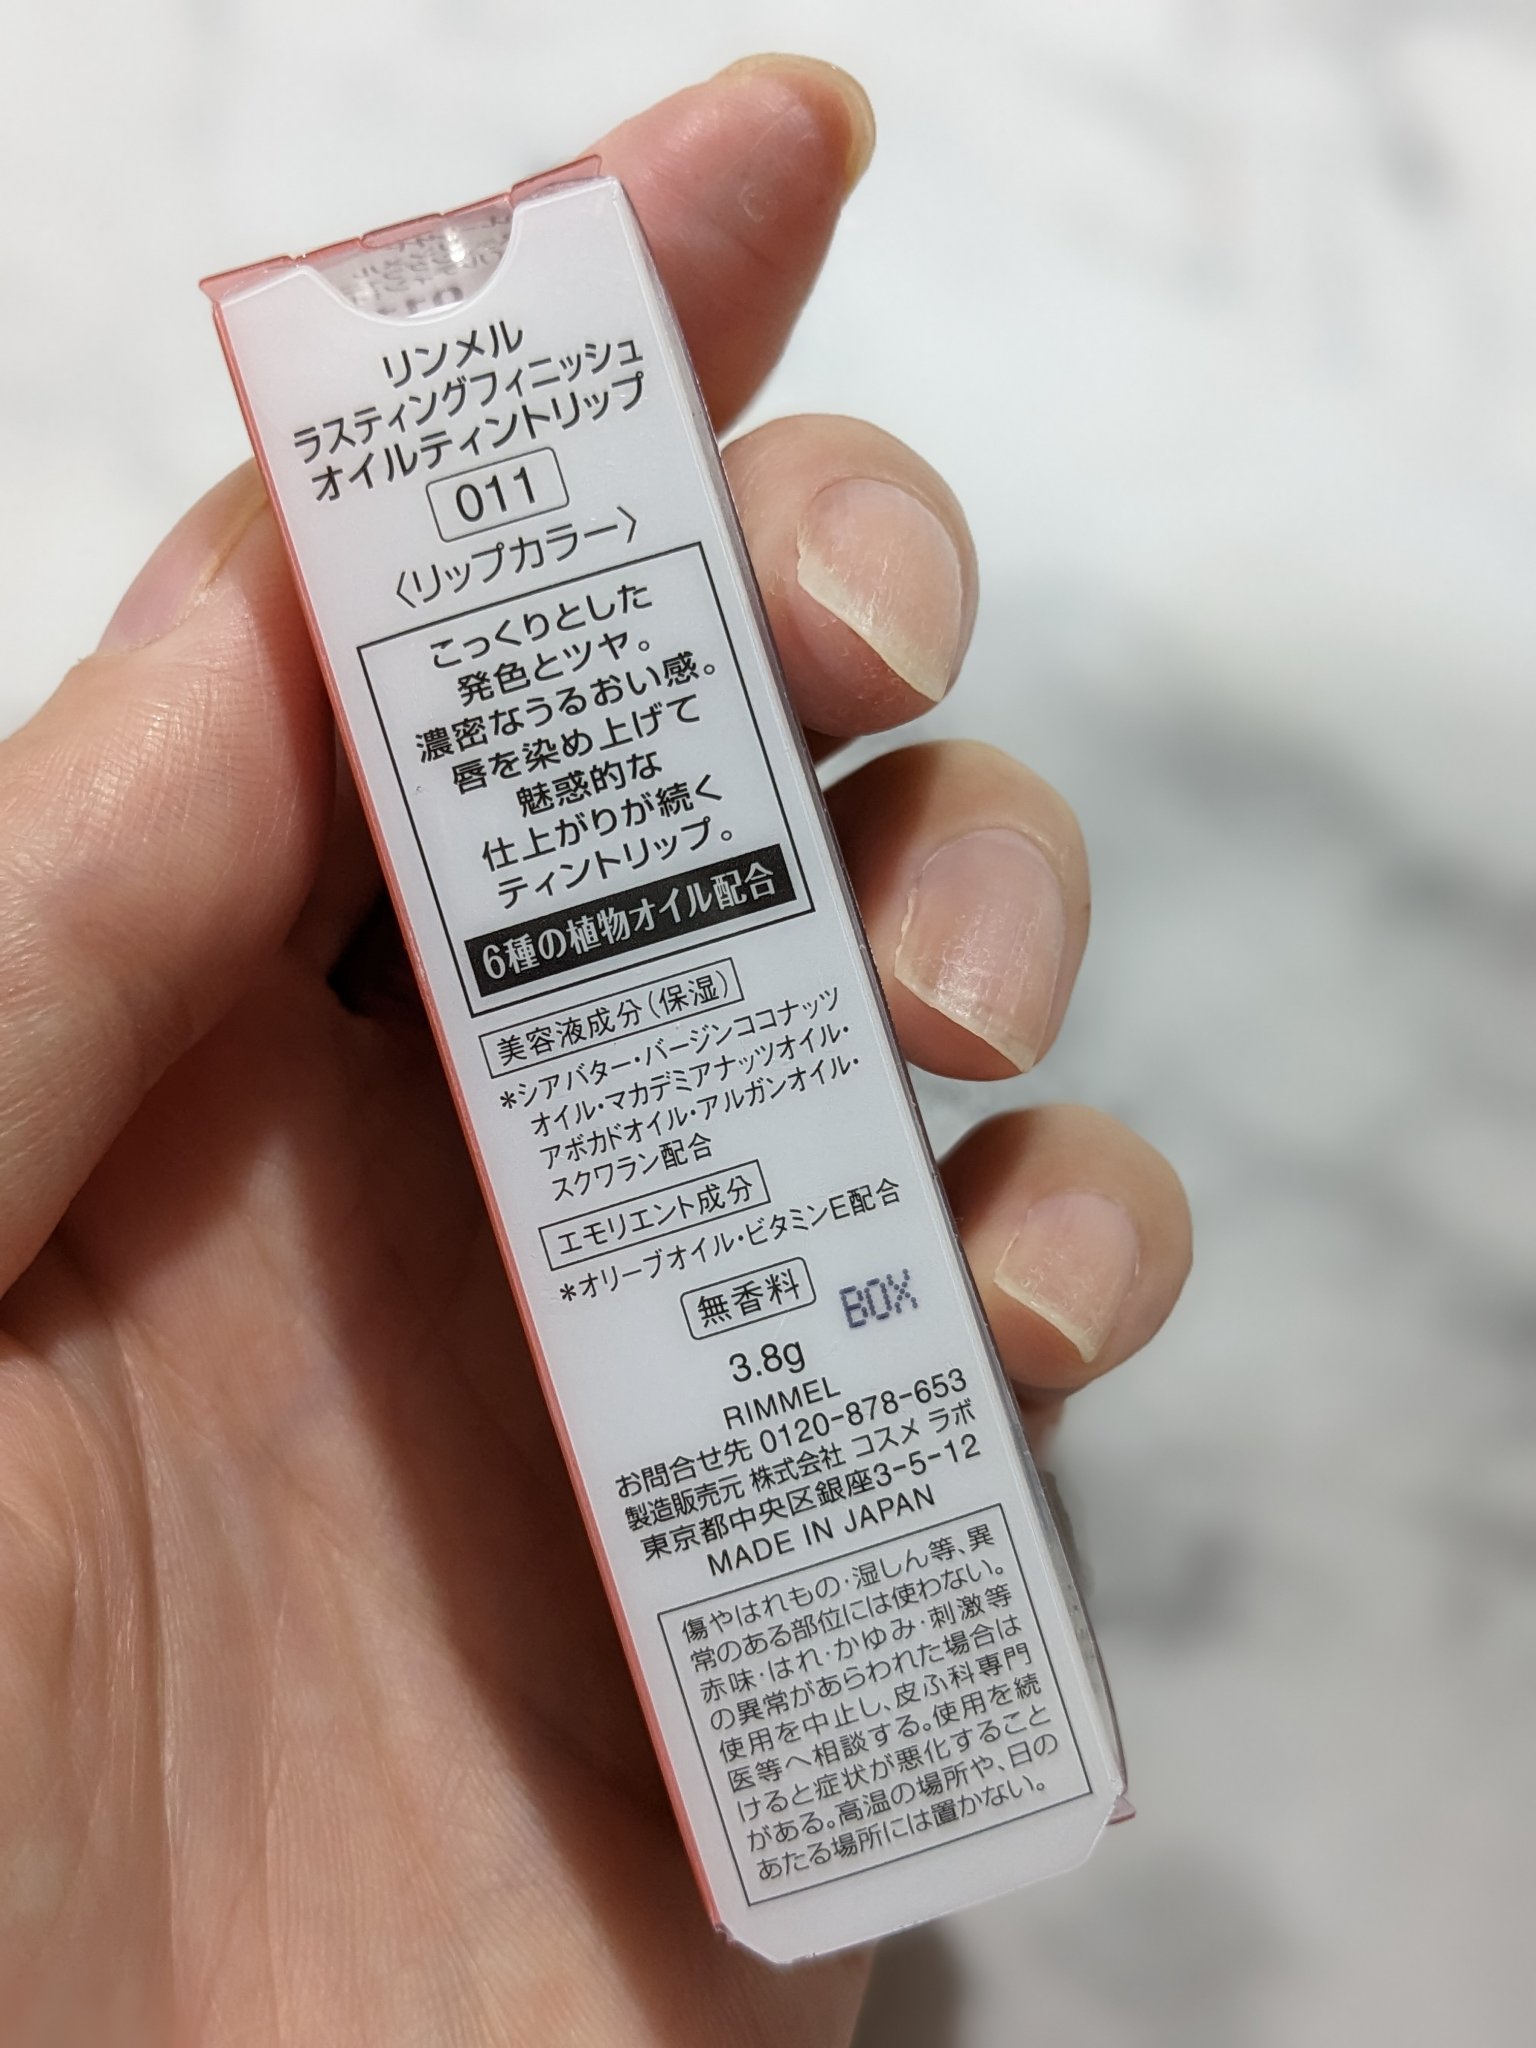 リンメル
ラスティングフィニッシュ
オイルティントリップ
011
〈リップカラー〉
こっくりとした
発色とツヤ。
濃密なうるおい感。
唇を染め上げて
魅惑的な
仕上がりが続く
ティントリップ。
6種の植物オイル配合
美容液成分(保湿)
*シアバター・バージンココナッツ
オイル・マカデミアナッツオイル・
アボカドオイル・アルガンオイル・
スクワラン配合
エモリエント成分
*オリーブオイル・ビタミンE配合
無香料
BOX
3.8g
RIMMEL
お問合せ先 0120-878-653
製造販売元 株式会社 コスメ ラボ
東京都中央区銀座3-5-12
MADE IN JAPAN
傷やはれもの・湿しん等、異
常のある部位には使わない。
赤味・はれ・かゆみ・刺激等
の異常があらわれた場合は
使用を中止し、皮ふ科専門
医等へ相談する。使用を続
けると症状が悪化すること
がある。高温の場所や、日の
あたる場所には置かない。